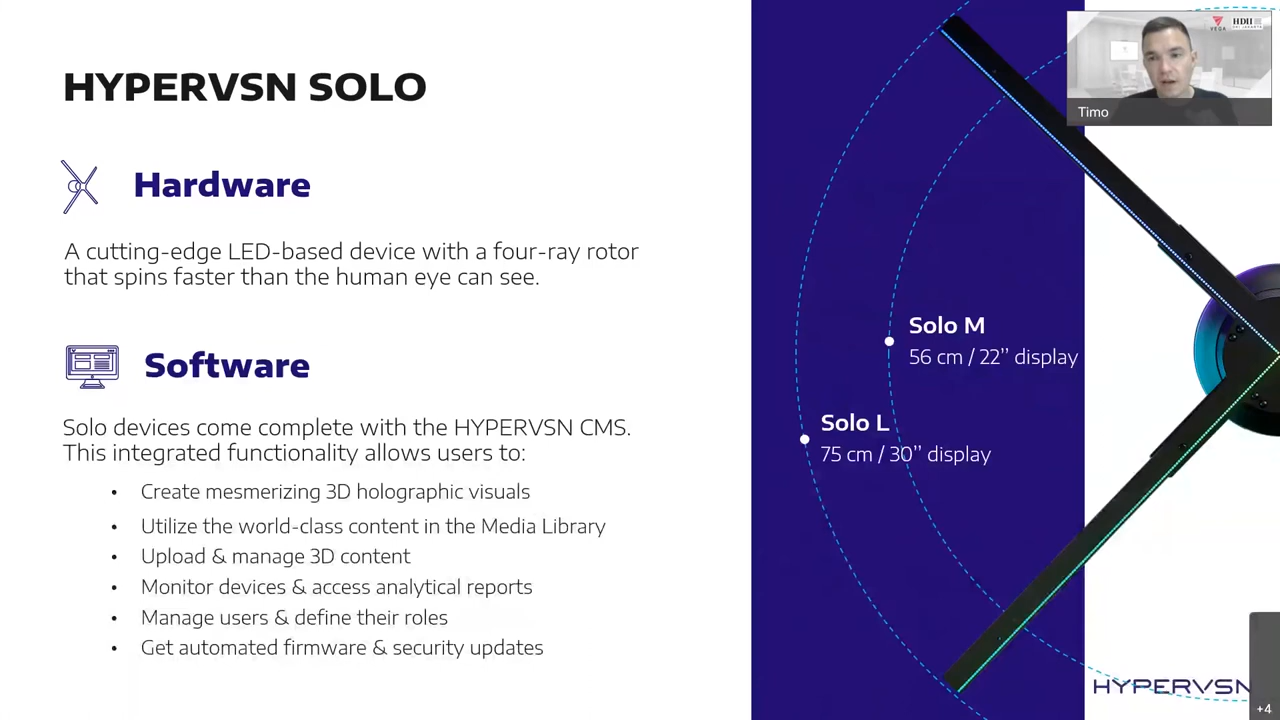 HYPERVSN SOLO
Hardware
A cutting-edge LED-based device with a four-ray rotor
that spins faster than the human eye can see.
Software
Solo devices come complete with the HYPERVSN CMS.
This integrated functionality allows users to:
• Create mesmerizing 3D holographic visuals
• Utilize the world-class content in the Media Library
• Upload & manage 3D content
• Monitor devices & access analytical reports
• Manage users & define their roles
• Get automated firmware & security updates
Solo M
56 cm / 22” display
Solo L
75 cm / 30” display
VEGA
HDII
DKI JAKARTA
Timo
HYPERVSN
+4